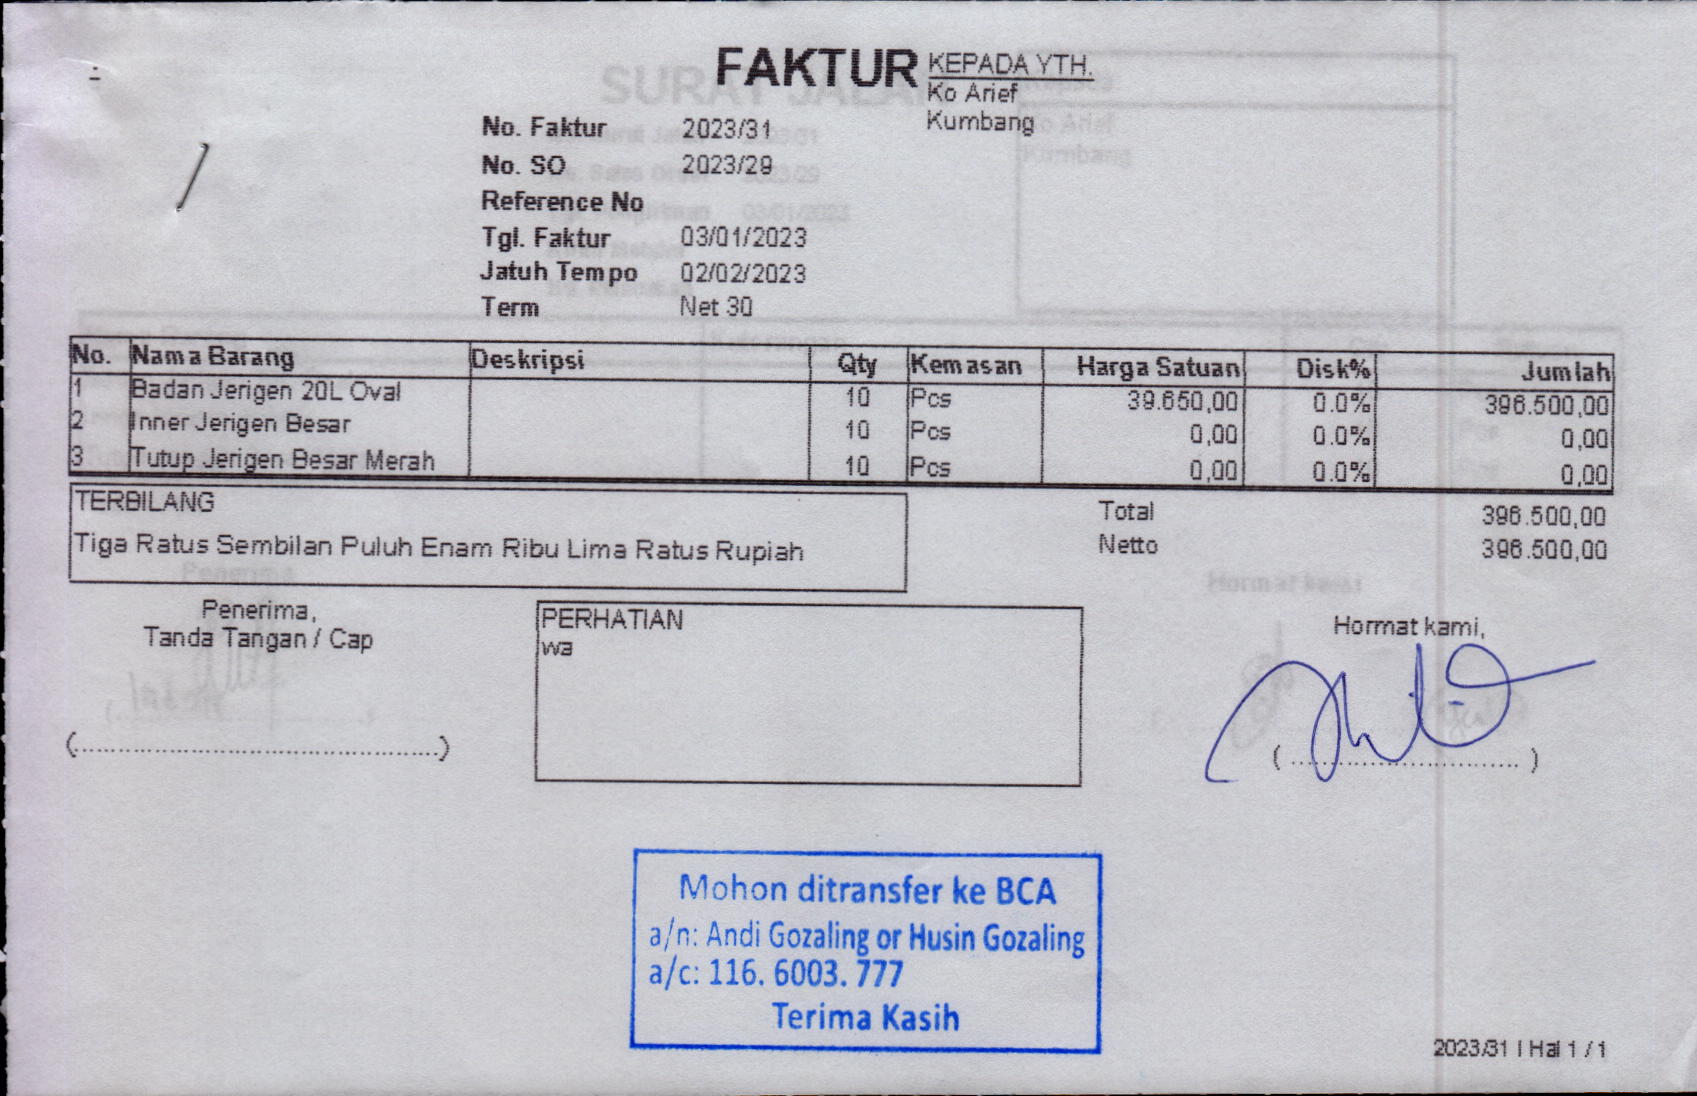 FAKTUR
KEPADA YTH.
Ko Arief
Kumbang
No. Faktur 2023/31
No. SO 2023/29
Reference No
Tgl. Faktur 03/01/2023
Jatuh Tempo 02/02/2023
Term Net 30
No. Nama Barang Deskripsi Qty Kemasan Harga Satuan Disk% Jumlah
1 Badan Jerigen 20L Oval 10 Pcs 39.650,00 0.0% 396.500,00
2 Inner Jerigen Besar 10 Pcs 0,00 0.0% 0,00
3 Tutup Jerigen Besar Merah 10 Pcs 0,00 0.0% 0,00
TERBILANG
Tiga Ratus Sembilan Puluh Enam Ribu Lima Ratus Rupiah
Total 396.500,00
Netto 396.500,00
Penerima,
Tanda Tangan / Cap
(..........................................)
PERHATIAN
wa
Hormat kami,
(..............................)
Mohon ditransfer ke BCA
a/n: Andi Gozaling or Husin Gozaling
a/c: 116. 6003. 777
Terima Kasih
2023/31 | Hal 1 / 1